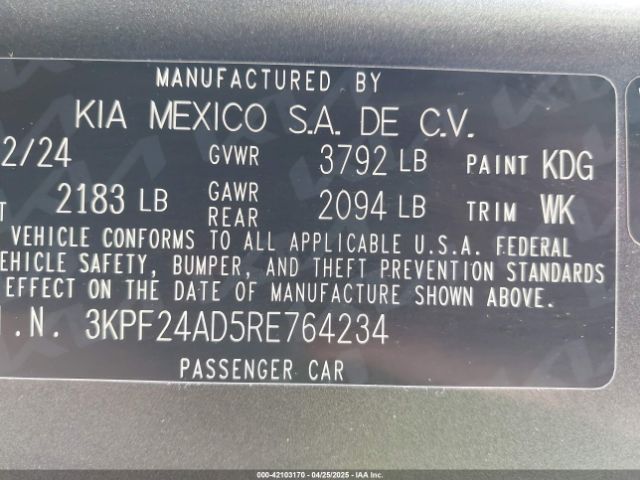 MANUFACTURED BY
KIA MEXICO S.A. DE C.V.
2/24 GVWR 3792 LB PAINT KDG
T 2183 LB GAWR REAR 2094 LB TRIM WK
VEHICLE CONFORMS TO ALL APPLICABLE U.S.A. FEDERAL
VEHICLE SAFETY, BUMPER, AND THEFT PREVENTION STANDARDS
EFFECT ON THE DATE OF MANUFACTURE SHOWN ABOVE.
I.N. 3KPF24AD5RE764234
PASSENGER CAR
000-42103170 - 04/25/2025 - IAAI Inc.